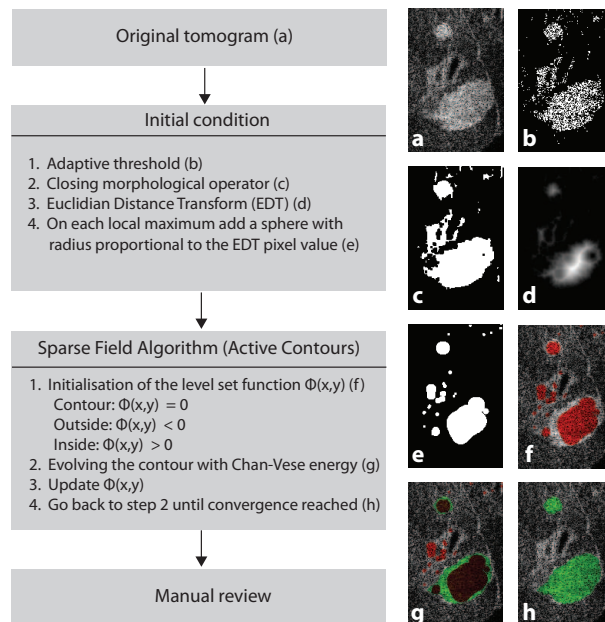 Original tomogram (a)
Initial condition
1. Adaptive threshold (b)
2. Closing morphological operator (c)
3. Euclidian Distance Transform (EDT) (d)
4. On each local maximum add a sphere with
radius proportional to the EDT pixel value (e)
Sparse Field Algorithm (Active Contours)
1. Initialisation of the level set function Φ(x,y) (f)
Contour: Φ(x,y) = 0
Outside: Φ(x,y) < 0
Inside: Φ(x,y) > 0
2. Evolving the contour with Chan-Vese energy (g)
3. Update Φ(x,y)
4. Go back to step 2 until convergence reached (h)
Manual review
a
b
c
d
e
f
g
h